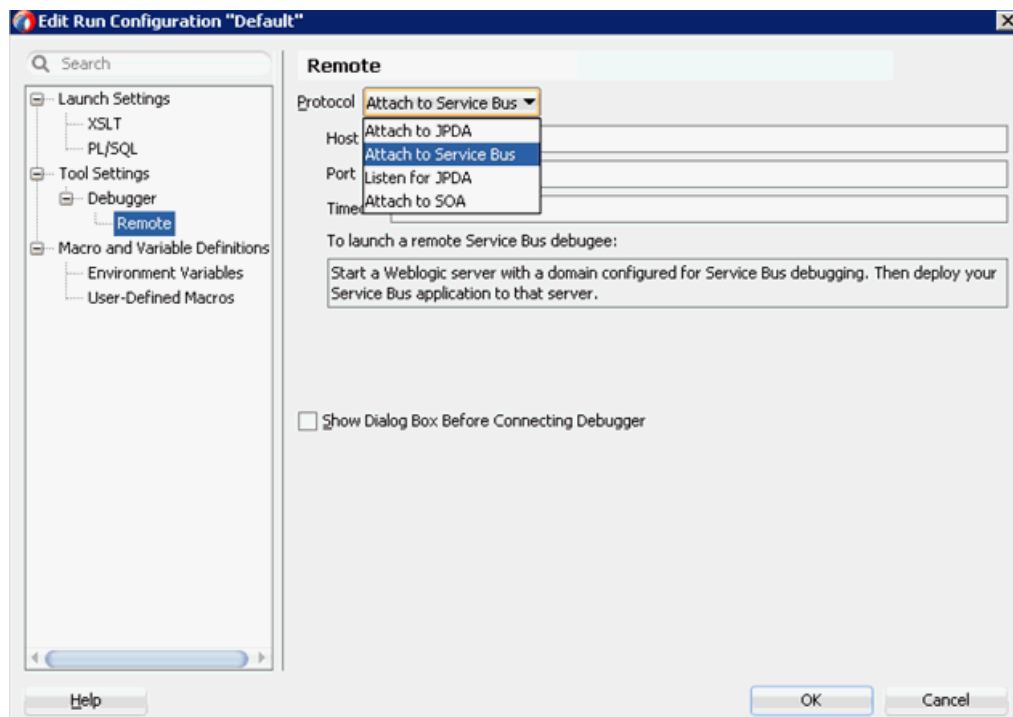 Edit Run Configuration "Default"
Search
Launch Settings
XSLT
PL/SQL
Tool Settings
Debugger
Remote
Macro and Variable Definitions
Environment Variables
User-Defined Macros
Remote
Protocol Attach to Service Bus
Attach to JPDA
Attach to Service Bus
Listen for JPDA
Attach to SOA
Host
Port
To launch a remote Service Bus debugee:
Start a Weblogic server with a domain configured for Service Bus debugging. Then deploy your
Service Bus application to that server.
Show Dialog Box Before Connecting Debugger
Help
OK Cancel